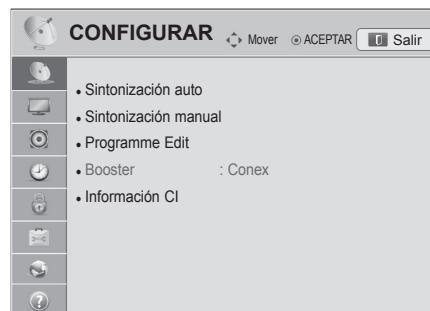 CONFIGURAR Mover ACEPTAR Salir
• Sintonización auto
• Sintonización manual
• Programme Edit
• Booster : Conex
• Información CI